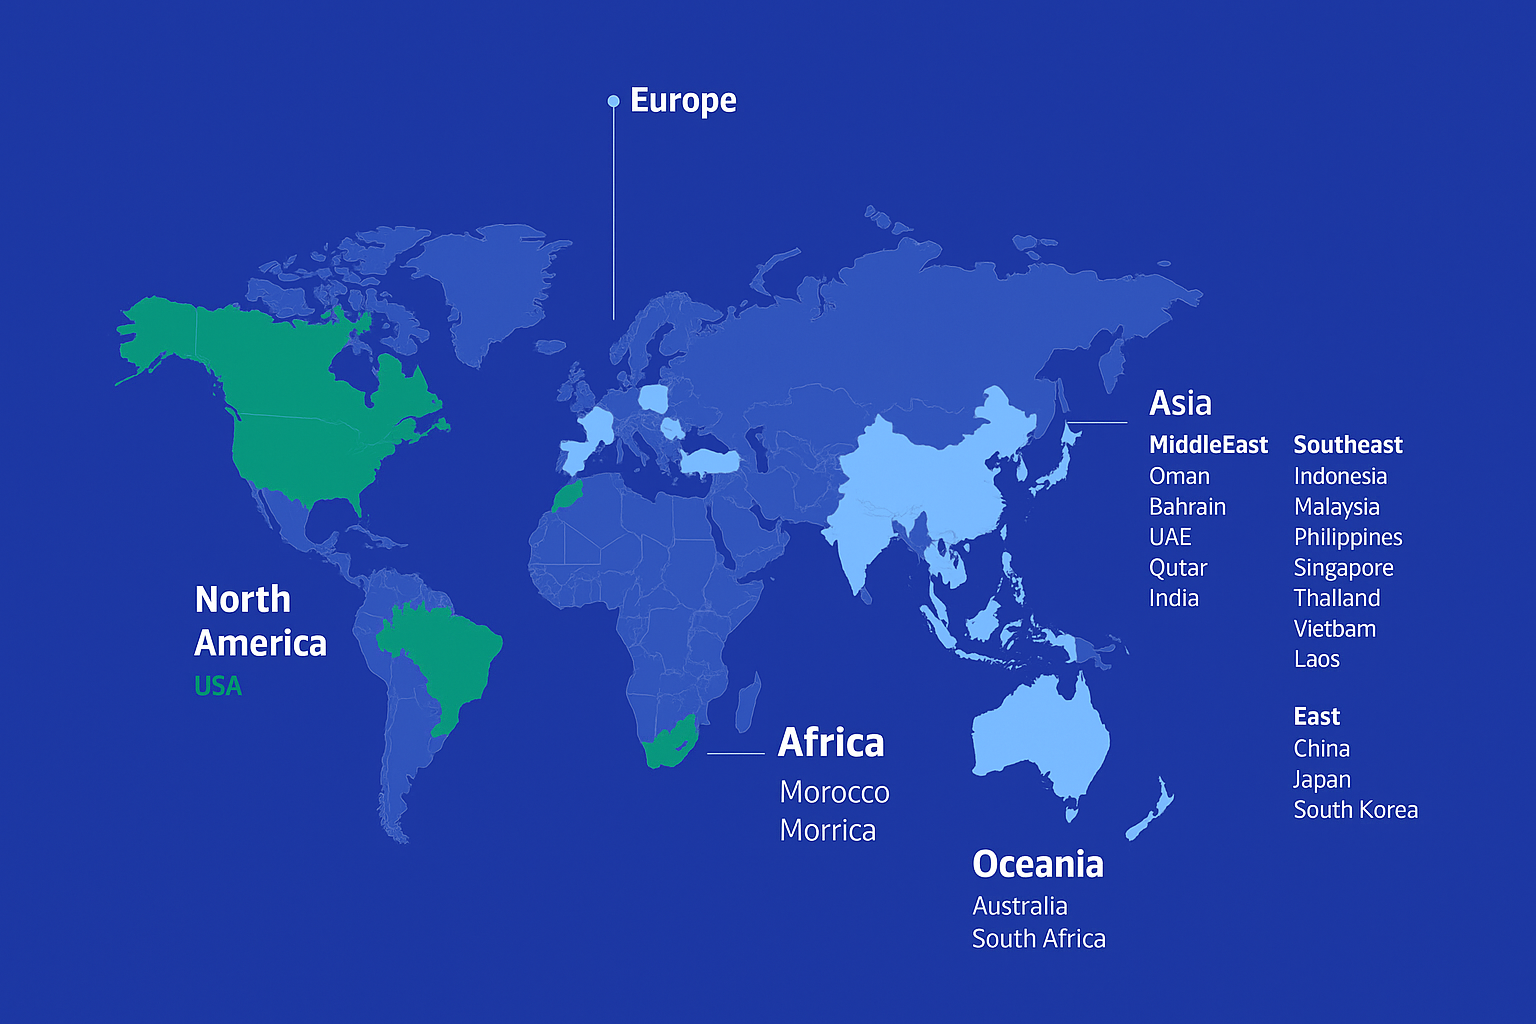 Europe
North
America
USA
Africa
Morocco
Morrica
Asia
MiddleEast
Oman
Bahrain
UAE
Qutar
India
Southeast
Indonesia
Malaysia
Philippines
Singapore
Thalland
Vietbam
Laos
East
China
Japan
South Korea
Oceania
Australia
South Africa